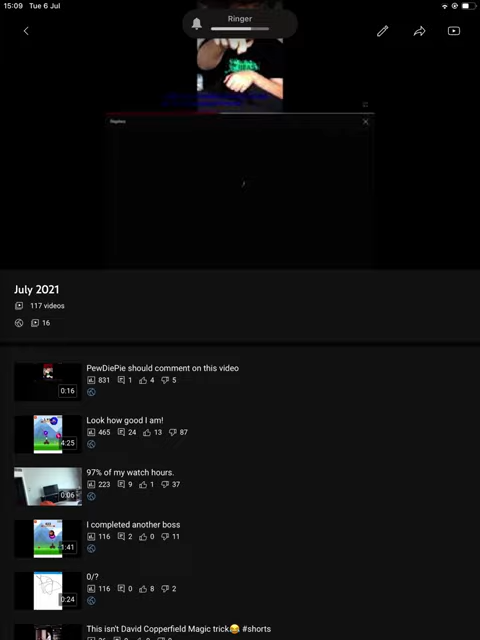 15:09 Tue 6 Jul
Ringer
Replies
July 2021
117 videos
16
PewDiePie should comment on this video
831 1 4 5
0:16
Look how good I am!
465 24 13 87
4:25
97% of my watch hours.
223 9 1 37
0:06
I completed another boss
116 2 0 11
1:41
0/?
116 0 8 2
0:24
This isn't David Copperfield Magic trick😂 #shorts